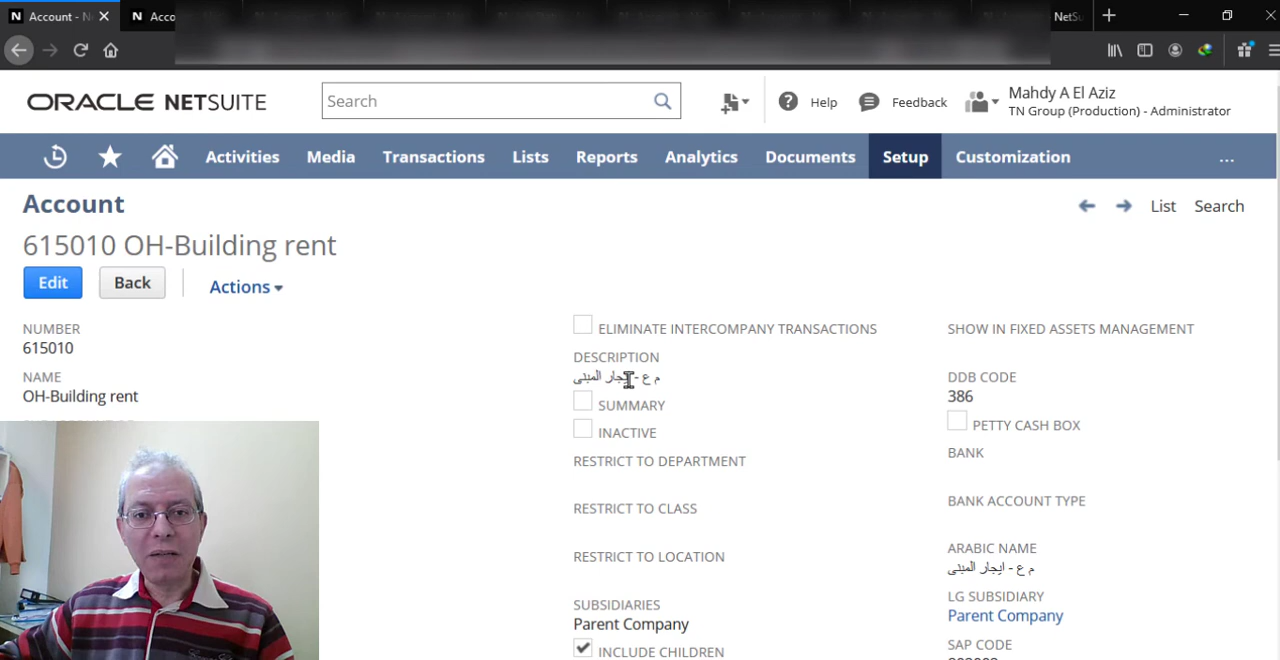 Account - N
Acco
NetSu
ORACLE NETSUITE
Search
Help
Feedback
Mahdy A El Aziz
TN Group (Production) - Administrator
Activities
Media
Transactions
Lists
Reports
Analytics
Documents
Setup
Customization
...
Account
List
Search
615010 OH-Building rent
Edit
Back
Actions
NUMBER
615010
NAME
OH-Building rent
ELIMINATE INTERCOMPANY TRANSACTIONS
DESCRIPTION
م ع - ايجار المبنى
SUMMARY
INACTIVE
RESTRICT TO DEPARTMENT
RESTRICT TO CLASS
RESTRICT TO LOCATION
SUBSIDIARIES
Parent Company
INCLUDE CHILDREN
SHOW IN FIXED ASSETS MANAGEMENT
DDB CODE
386
PETTY CASH BOX
BANK
BANK ACCOUNT TYPE
ARABIC NAME
م ع - ايجار المبنى
LG SUBSIDIARY
Parent Company
SAP CODE